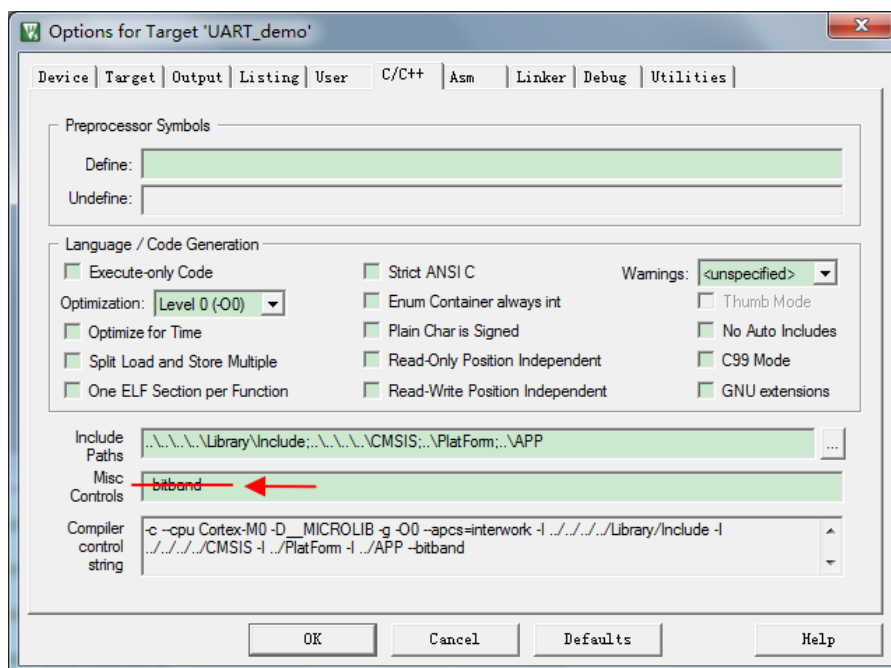 Options for Target 'UART_demo'
Device Target Output Listing User C/C++ Asm Linker Debug Utilities
Preprocessor Symbols
Define:
Undefine:
Language / Code Generation
Execute-only Code Strict ANSI C Warnings: <unspecified>
Optimization: Level 0 (-O0) Enum Container always int Thumb Mode
Optimize for Time Plain Char is Signed No Auto Includes
Split Load and Store Multiple Read-Only Position Independent C99 Mode
One ELF Section per Function Read-Write Position Independent GNU extensions
Include Paths ..\..\..\..\Library\Include;..\..\..\..\CMSIS;..\PlatForm;..\APP ...
Misc Controls --bitband
Compiler control string -c --cpu Cortex-M0 -D__MICROLIB -g -O0 --apcs=interwork -I ../../../../Library/Include -I
../../../../CMSIS -I ../PlatForm -I ../APP --bitband
OK Cancel Defaults Help